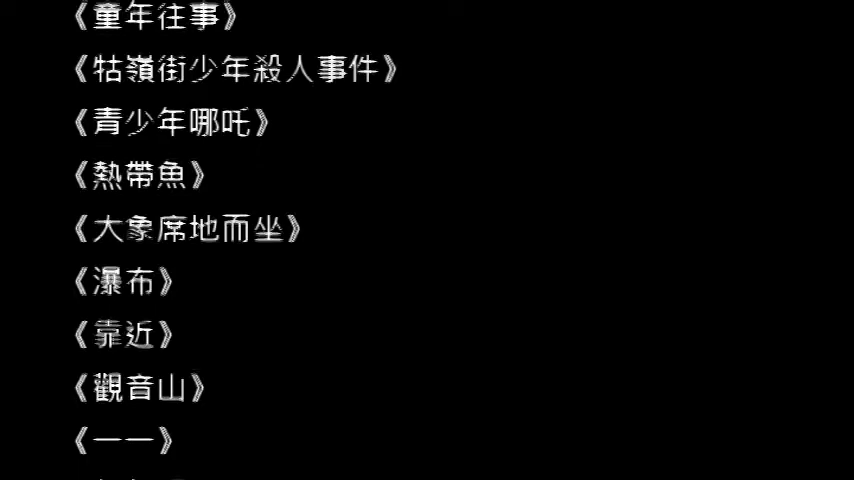 《童年往事》
《牯嶺街少年殺人事件》
《青少年哪吒》
《熱帶魚》
《大象席地而坐》
《瀑布》
《靠近》
《觀音山》
《一一》